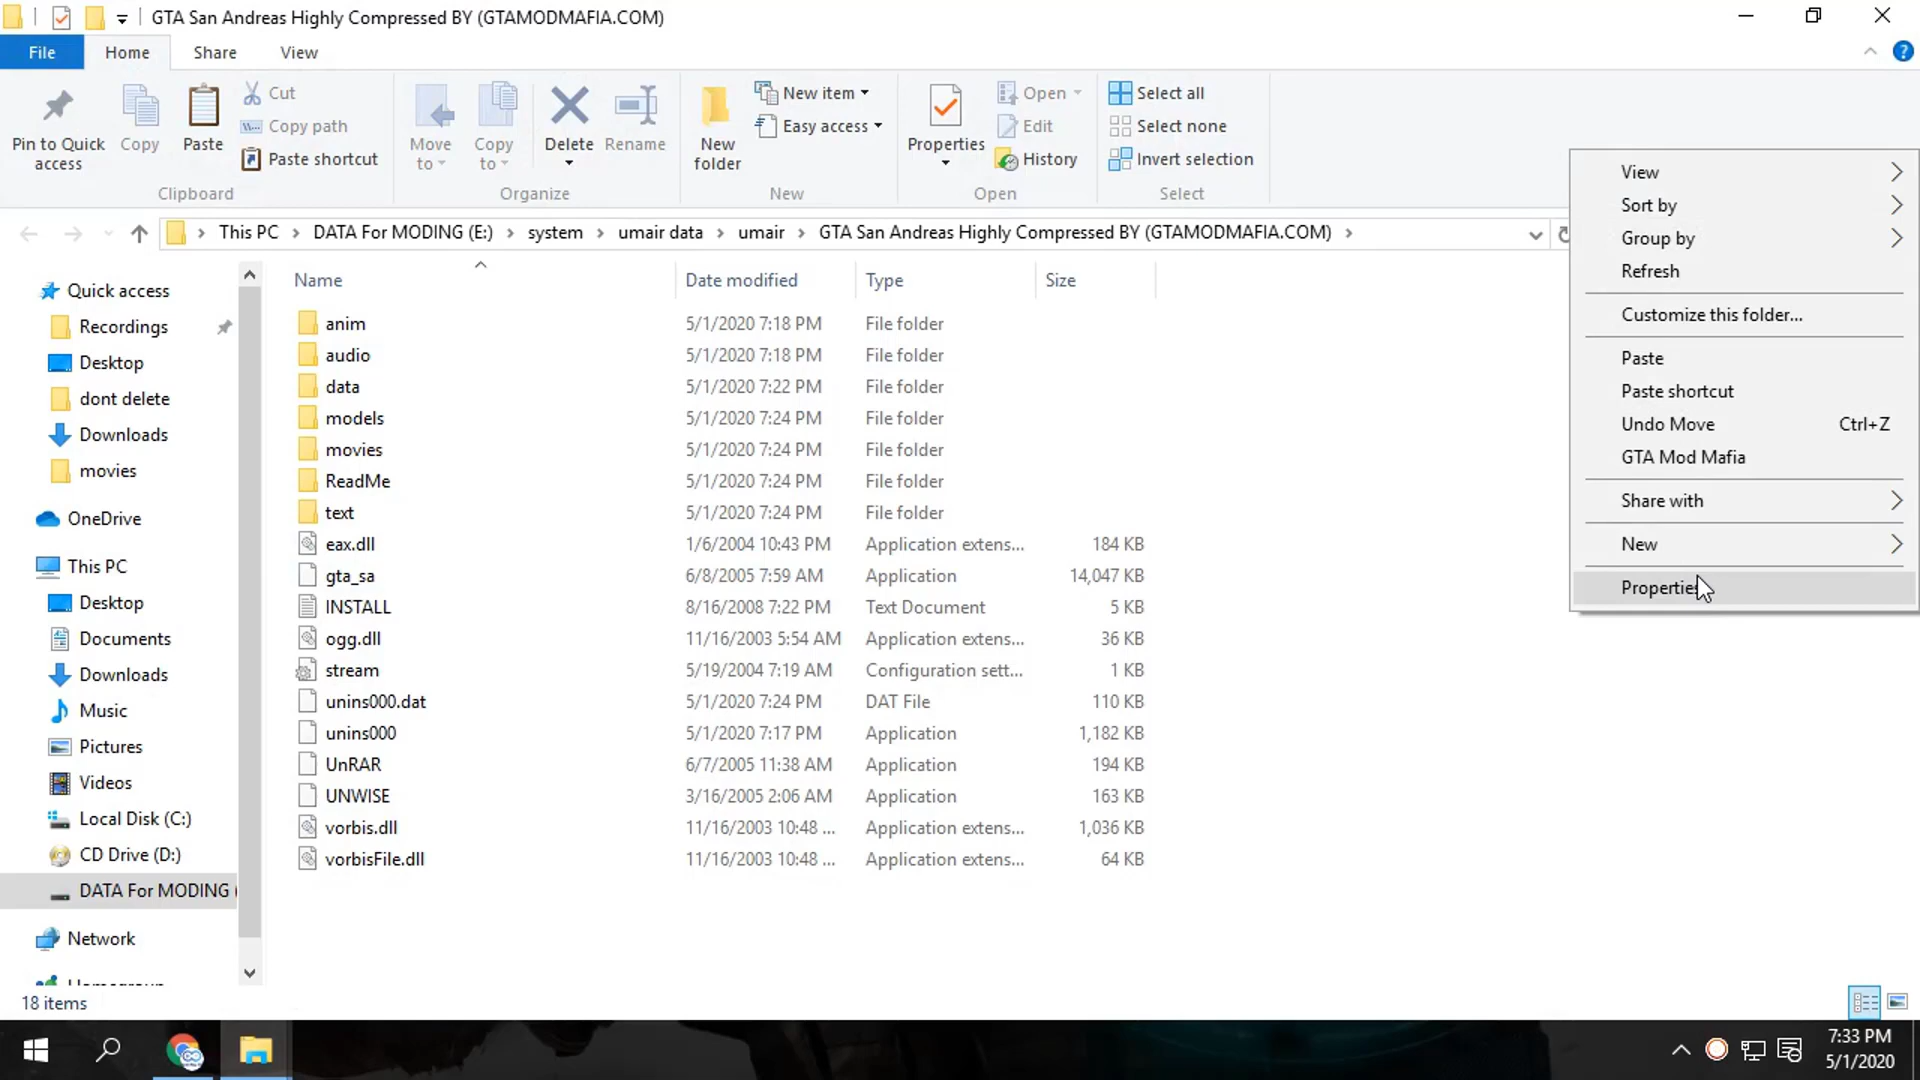 GTA San Andreas Highly Compressed BY (GTAMODMAFIA.COM)
File Home Share View
Pin to Quick access
Copy
Paste
Cut
Copy path
Paste shortcut
Clipboard
Move to
Copy to
Delete
Rename
Organize
New folder
New item
Easy access
New
Properties
Open
Edit
History
Open
Select all
Select none
Invert selection
Select
This PC > DATA For MODING (E:) > system > umair data > umair > GTA San Andreas Highly Compressed BY (GTAMODMAFIA.COM) >
Quick access
Recordings
Desktop
dont delete
Downloads
movies
OneDrive
This PC
Desktop
Documents
Downloads
Music
Pictures
Videos
Local Disk (C:)
CD Drive (D:)
DATA For MODING (
Network
Name Date modified Type Size
anim 5/1/2020 7:18 PM File folder
audio 5/1/2020 7:18 PM File folder
data 5/1/2020 7:22 PM File folder
models 5/1/2020 7:24 PM File folder
movies 5/1/2020 7:24 PM File folder
ReadMe 5/1/2020 7:24 PM File folder
text 5/1/2020 7:24 PM File folder
eax.dll 1/6/2004 10:43 PM Application extens... 184 KB
gta_sa 6/8/2005 7:59 AM Application 14,047 KB
INSTALL 8/16/2008 7:22 PM Text Document 5 KB
ogg.dll 11/16/2003 5:54 AM Application extens... 36 KB
stream 5/19/2004 7:19 AM Configuration sett... 1 KB
unins000.dat 5/1/2020 7:24 PM DAT File 110 KB
unins000 5/1/2020 7:17 PM Application 1,182 KB
UnRAR 6/7/2005 11:38 AM Application 194 KB
UNWISE 3/16/2005 2:06 AM Application 163 KB
vorbis.dll 11/16/2003 10:48 ... Application extens... 1,036 KB
vorbisFile.dll 11/16/2003 10:48 ... Application extens... 64 KB
View
Sort by
Group by
Refresh
Customize this folder...
Paste
Paste shortcut
Undo Move Ctrl+Z
GTA Mod Mafia
Share with
New
Properties
18 items
7:33 PM
5/1/2020